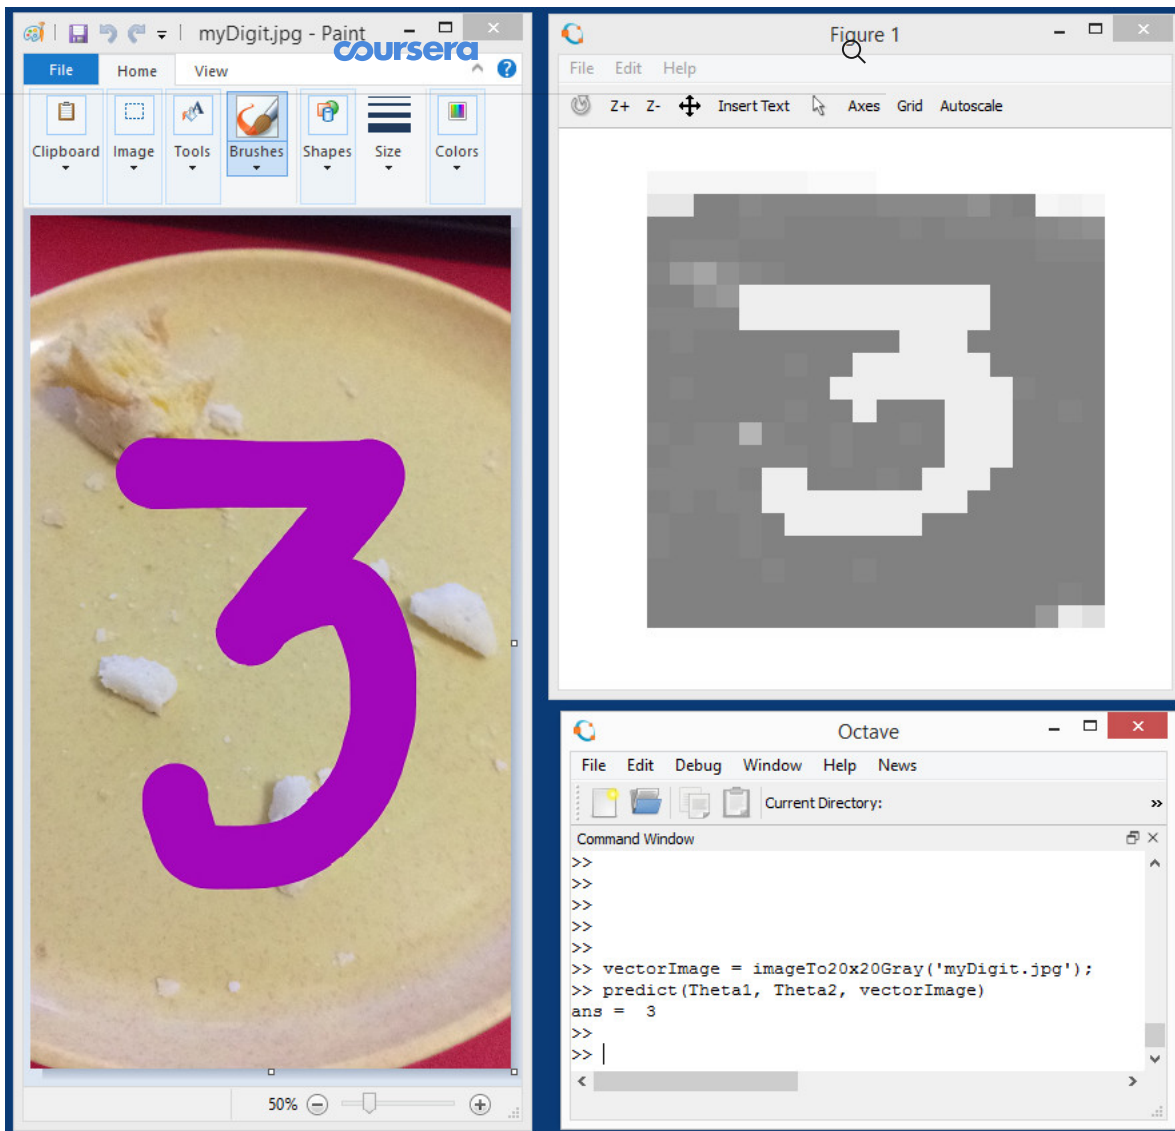 myDigit.jpg - Paint
coursera
File Home View
Clipboard Image Tools Brushes Shapes Size Colors
3
50%
Figure 1
File Edit Help
Z+ Z- Insert Text Axes Grid Autoscale
3
Octave
File Edit Debug Window Help News
Current Directory:
Command Window
>>
>>
>>
>>
>>
>> vectorImage = imageTo20x20Gray('myDigit.jpg');
>> predict(Theta1, Theta2, vectorImage)
ans = 3
>>
>>